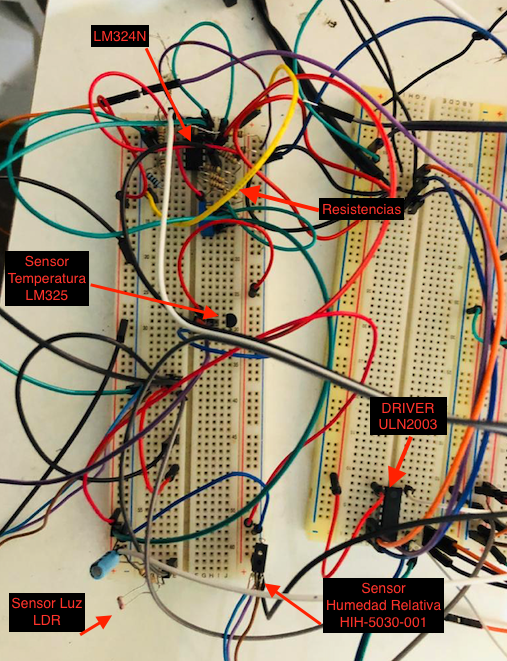 LM324N
Resistencias
Sensor
Temperatura
LM325
DRIVER
ULN2003
Sensor
Humedad Relativa
HIH-5030-001
Sensor Luz
LDR